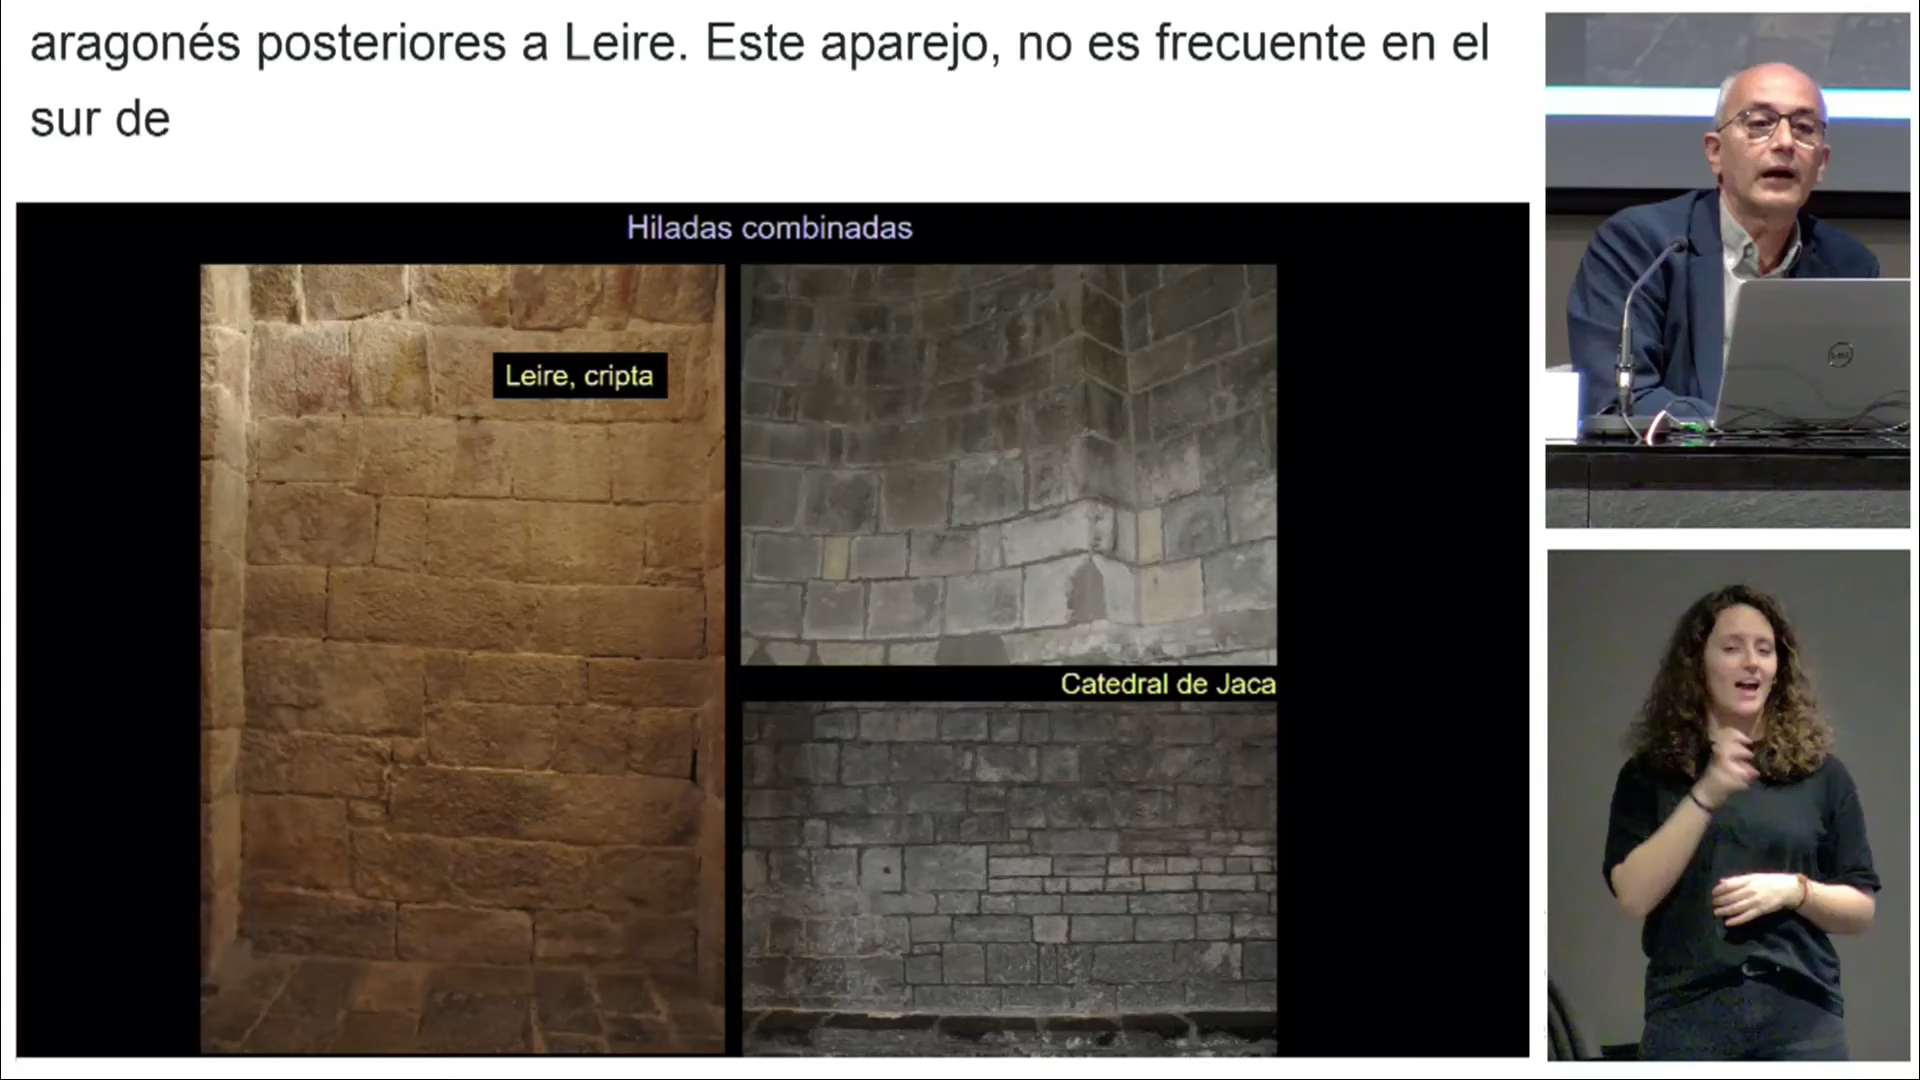 aragonés posteriores a Leire. Este aparejo, no es frecuente en el
sur de
Hiladas combinadas
Leire, cripta
Catedral de Jaca
DELL